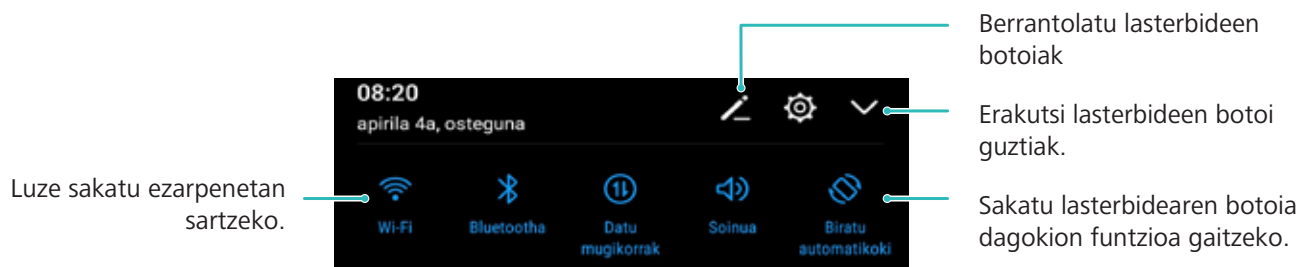 Berrantolatu lasterbideen
botoiak
08:20
apirila 4a, osteguna
Erakutsi lasterbideen botoi
guztiak.
Luze sakatu ezarpenetan
sartzeko.
Wi-Fi
Bluetootha
Datu
mugikorrak
Soinua
Biratu
automatikoki
Sakatu lasterbidearen botoia
dagokion funtzioa gaitzeko.